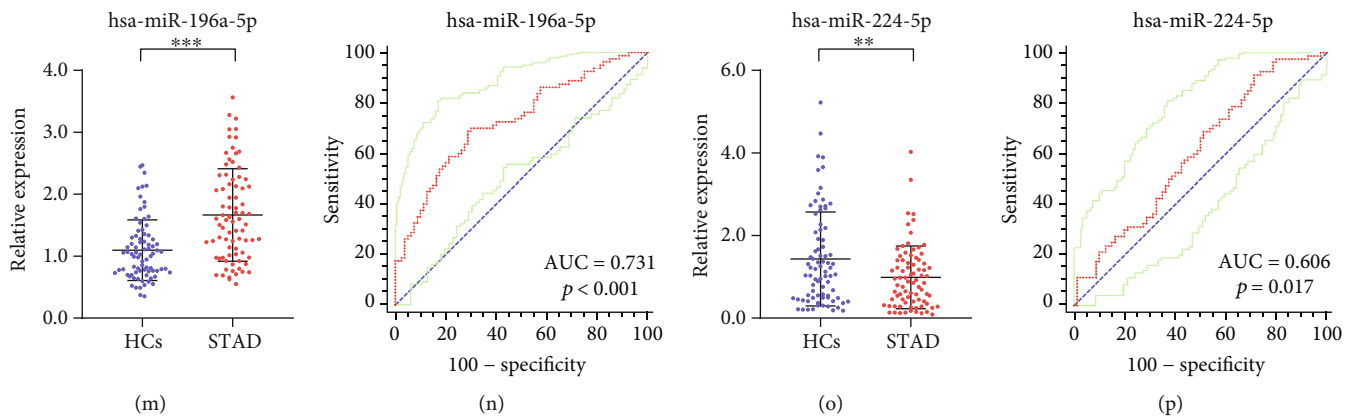 hsa-miR-196a-5p
***
Relative expression
4.0
3.0
2.0
1.0
0.0
HCs STAD
(m)
hsa-miR-196a-5p
Sensitivity
100
80
60
40
20
0
AUC = 0.731
p < 0.001
0 20 40 60 80 100
100 – specificity
(n)
hsa-miR-224-5p
**
Relative expression
6.0
4.0
2.0
0.0
HCs STAD
(o)
hsa-miR-224-5p
Sensitivity
100
80
60
40
20
0
AUC = 0.606
p = 0.017
0 20 40 60 80 100
100 – specificity
(p)